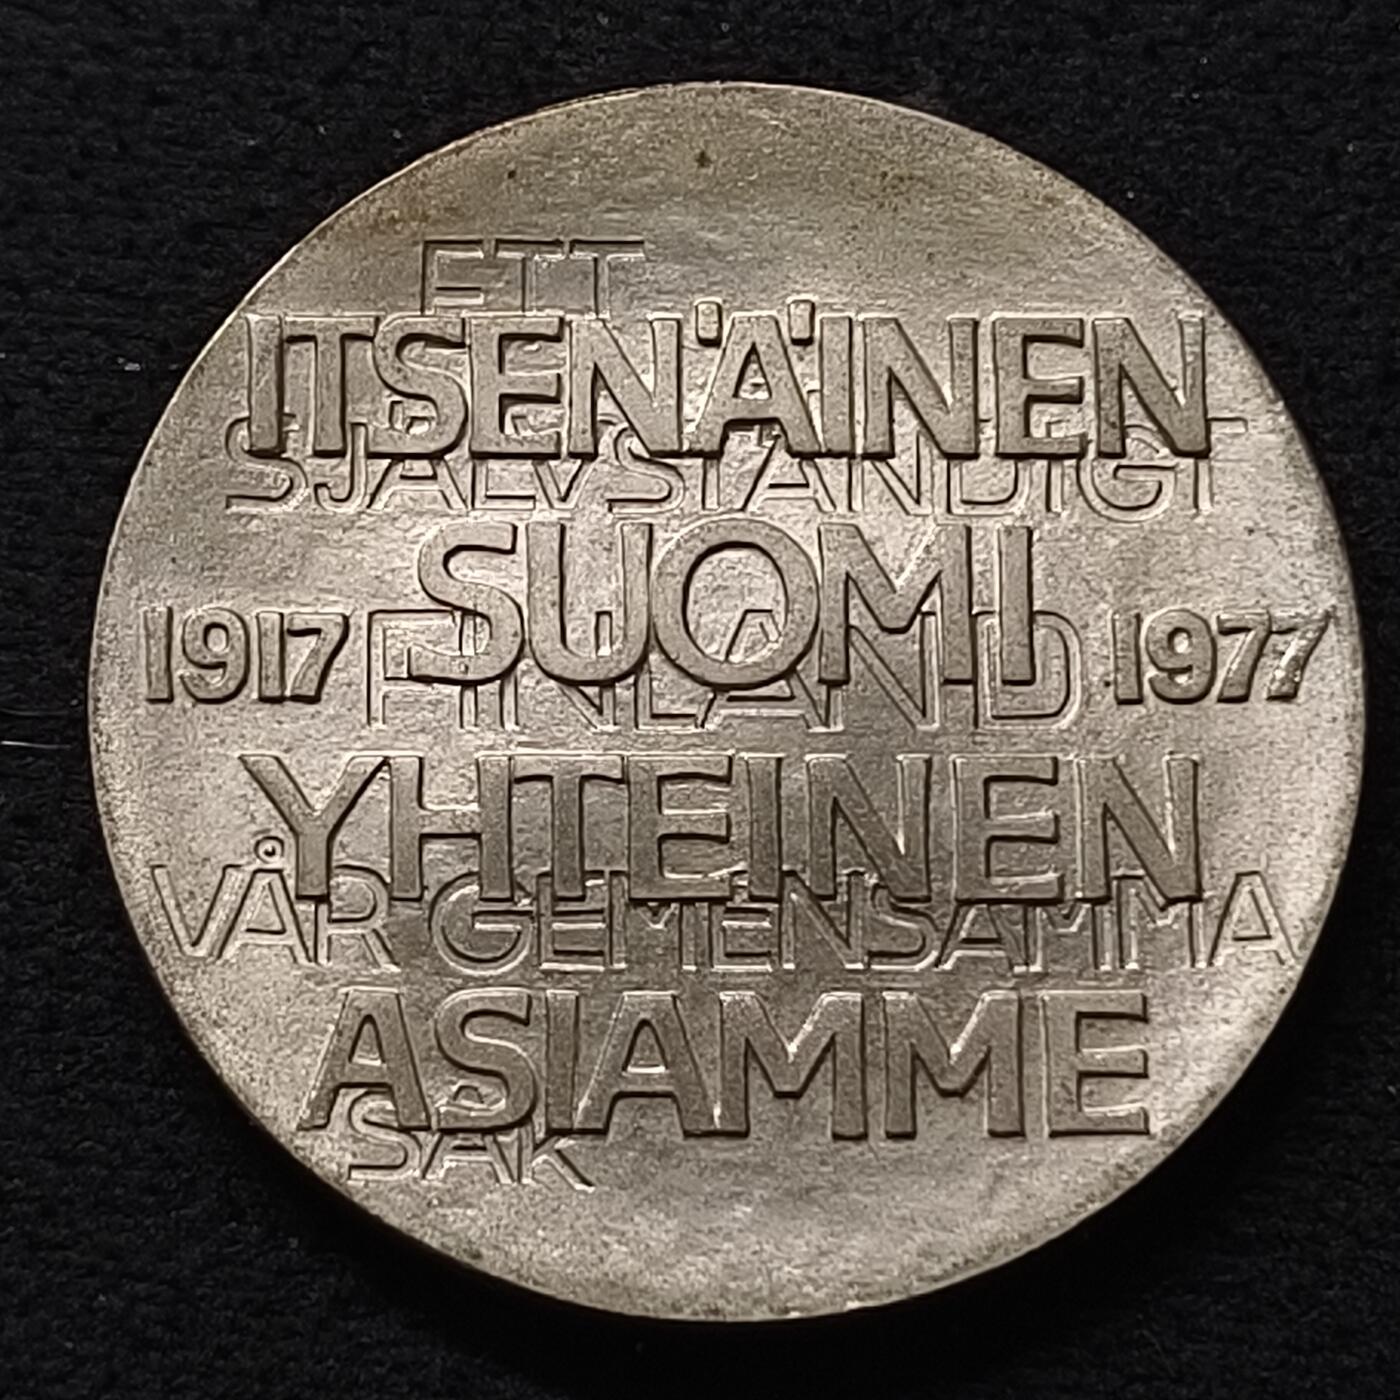 ETT
ITSENÄINEN
SJÄLVSTÄNDIGT
SUOMI
1917 FINLAND 1977
YHTEINEN
VÅR GEMENSAMMA
ASIAMME
SAK